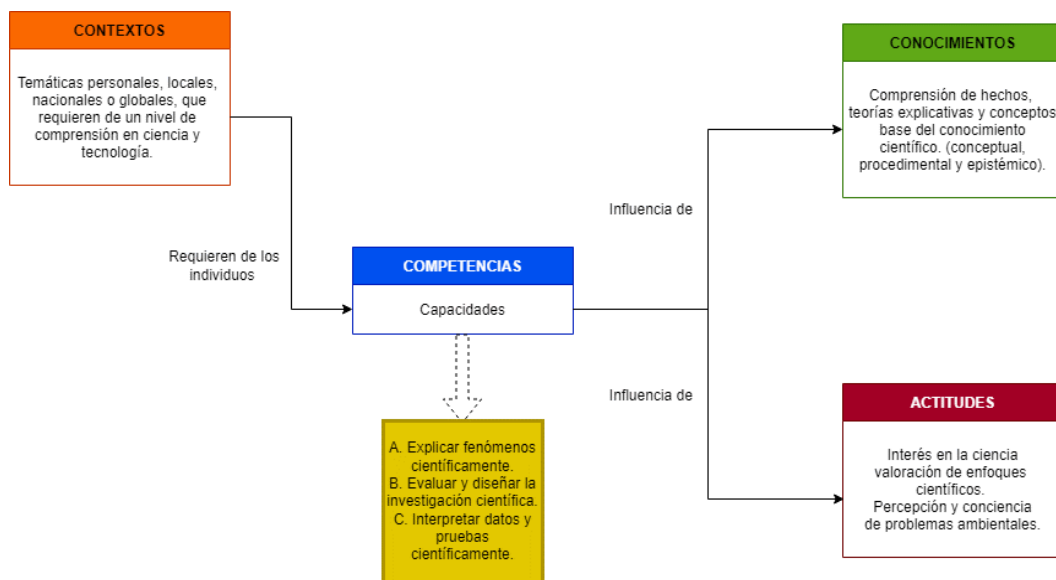 CONTEXTOS
Temáticas personales, locales,
nacionales o globales, que
requieren de un nivel de
comprensión en ciencia y
tecnología.
Requieren de los
individuos
COMPETENCIAS
Capacidades
A. Explicar fenómenos
científicamente.
B. Evaluar y diseñar la
investigación científica.
C. Interpretar datos y
pruebas
científicamente.
Influencia de
CONOCIMIENTOS
Comprensión de hechos,
teorías explicativas y conceptos
base del conocimiento
científico. (conceptual,
procedimental y epistémico).
Influencia de
ACTITUDES
Interés en la ciencia
valoración de enfoques
científicos.
Percepción y conciencia
de problemas ambientales.